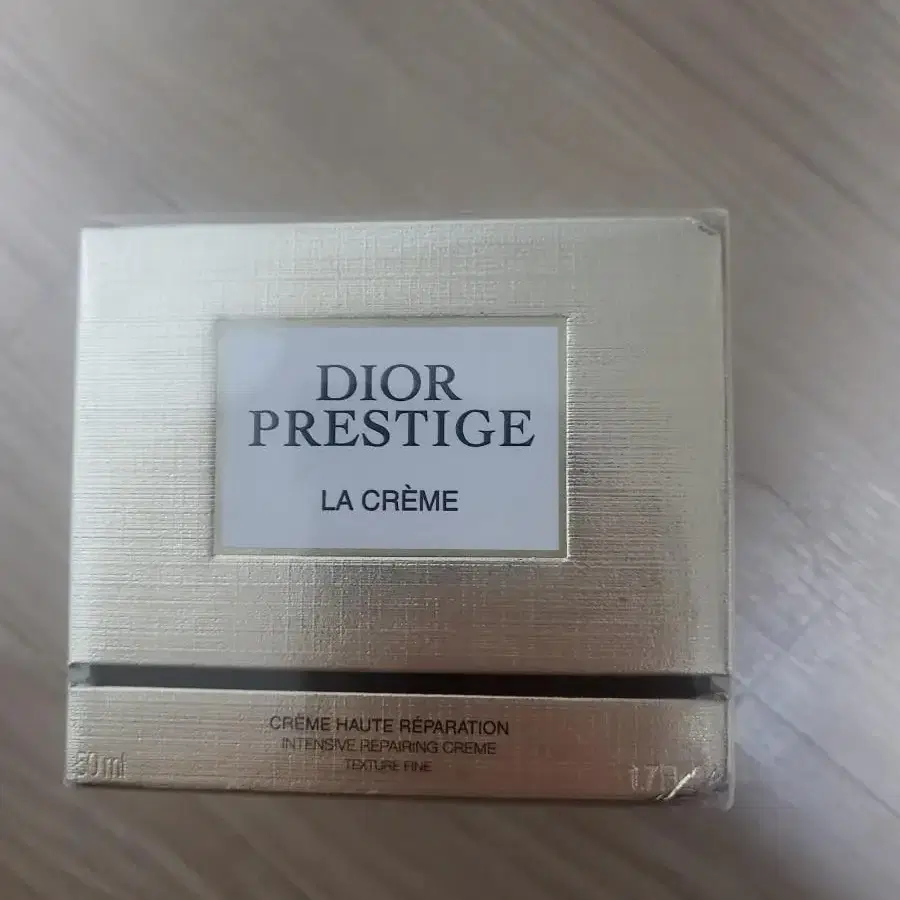 DIOR
PRESTIGE
LA CRÈME
CRÈME HAUTE RÉPARATION
INTENSIVE REPAIRING CREME
TEXTURE FINE
50 ml